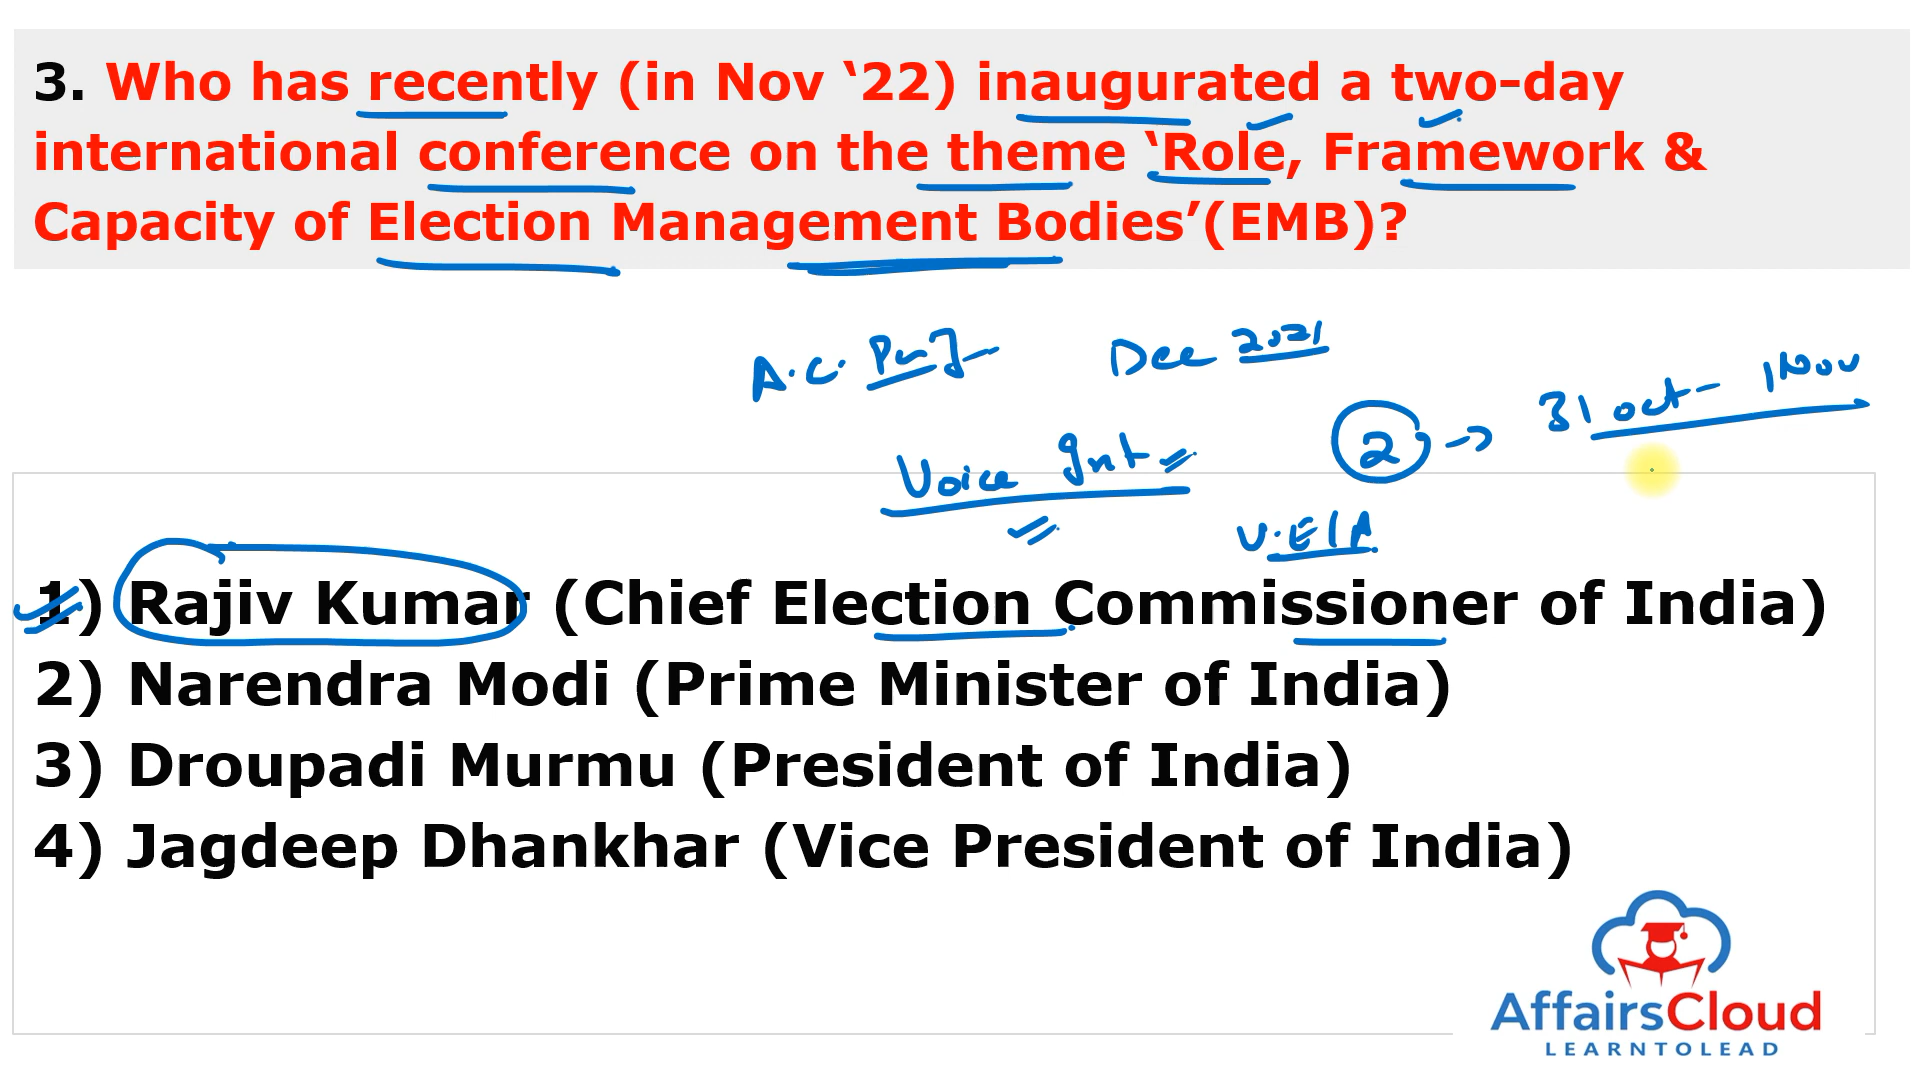 3. Who has recently (in Nov ‘22) inaugurated a two-day
international conference on the theme ‘Role, Framework &
Capacity of Election Management Bodies’(EMB)?
A.C. Dec 2021
2 → 31 oct - 1 Nov
Voice
1) Rajiv Kumar (Chief Election Commissioner of India)
2) Narendra Modi (Prime Minister of India)
3) Droupadi Murmu (President of India)
4) Jagdeep Dhankhar (Vice President of India)
AffairsCloud
LEARNTOLEAD